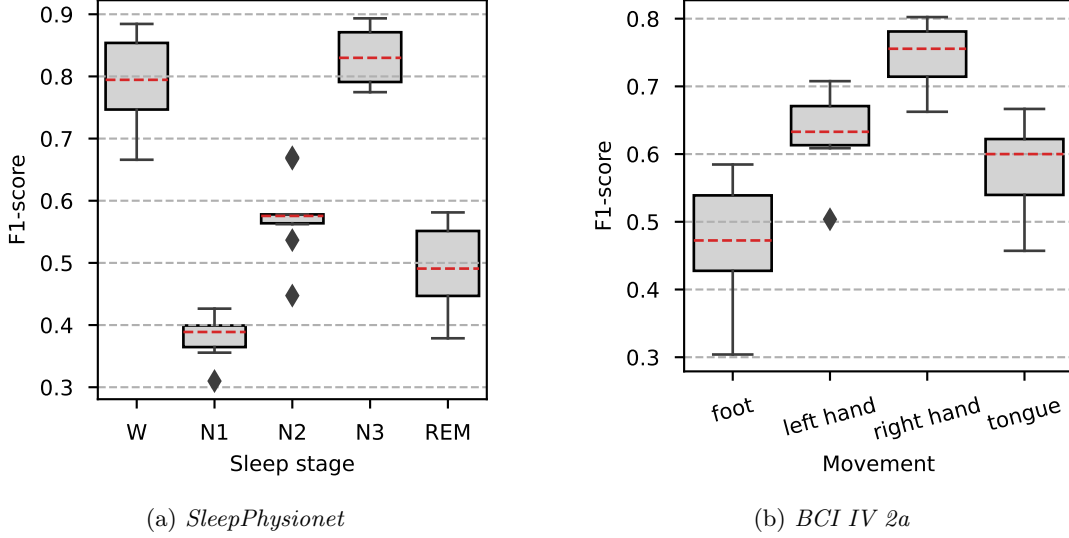 0.9
0.8
0.7
0.6
0.5
0.4
0.3
F1-score
W N1 N2 N3 REM
Sleep stage
(a) SleepPhysionet
0.8
0.7
0.6
0.5
0.4
0.3
F1-score
foot left hand right hand tongue
Movement
(b) BCI IV 2a